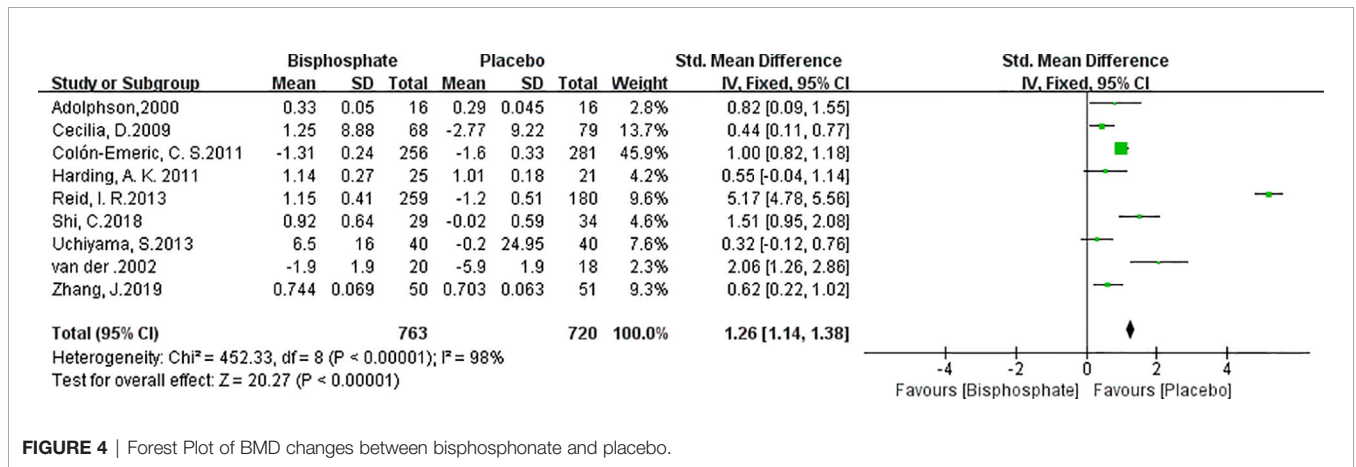 Bisphosphate Placebo Std. Mean Difference Std. Mean Difference
Study or Subgroup Mean SD Total Mean SD Total Weight IV, Fixed, 95% CI IV, Fixed, 95% CI
Adolphson,2000 0.33 0.05 16 0.29 0.045 16 2.8% 0.82 [0.09, 1.55]
Cecilia, D.2009 1.25 8.88 68 -2.77 9.22 79 13.7% 0.44 [0.11, 0.77]
Colón-Emeric, C. S.2011 -1.31 0.24 256 -1.6 0.33 281 45.9% 1.00 [0.82, 1.18]
Harding, A. K. 2011 1.14 0.27 25 1.01 0.18 21 4.2% 0.55 [-0.04, 1.14]
Reid, I. R.2013 1.15 0.41 259 -1.2 0.51 180 9.6% 5.17 [4.78, 5.56]
Shi, C.2018 0.92 0.64 29 -0.02 0.59 34 4.6% 1.51 [0.95, 2.08]
Uchiyama, S.2013 6.5 16 40 -0.2 24.95 40 7.6% 0.32 [-0.12, 0.76]
van der .2002 -1.9 1.9 20 -5.9 1.9 18 2.3% 2.06 [1.26, 2.86]
Zhang, J.2019 0.744 0.069 50 0.703 0.063 51 9.3% 0.62 [0.22, 1.02]
Total (95% CI) 763 720 100.0% 1.26 [1.14, 1.38]
Heterogeneity: Chi² = 452.33, df = 8 (P < 0.00001); I² = 98%
Test for overall effect: Z = 20.27 (P < 0.00001)
-4 -2 0 2 4
Favours [Bisphosphate] Favours [Placebo]
FIGURE 4 | Forest Plot of BMD changes between bisphosphonate and placebo.